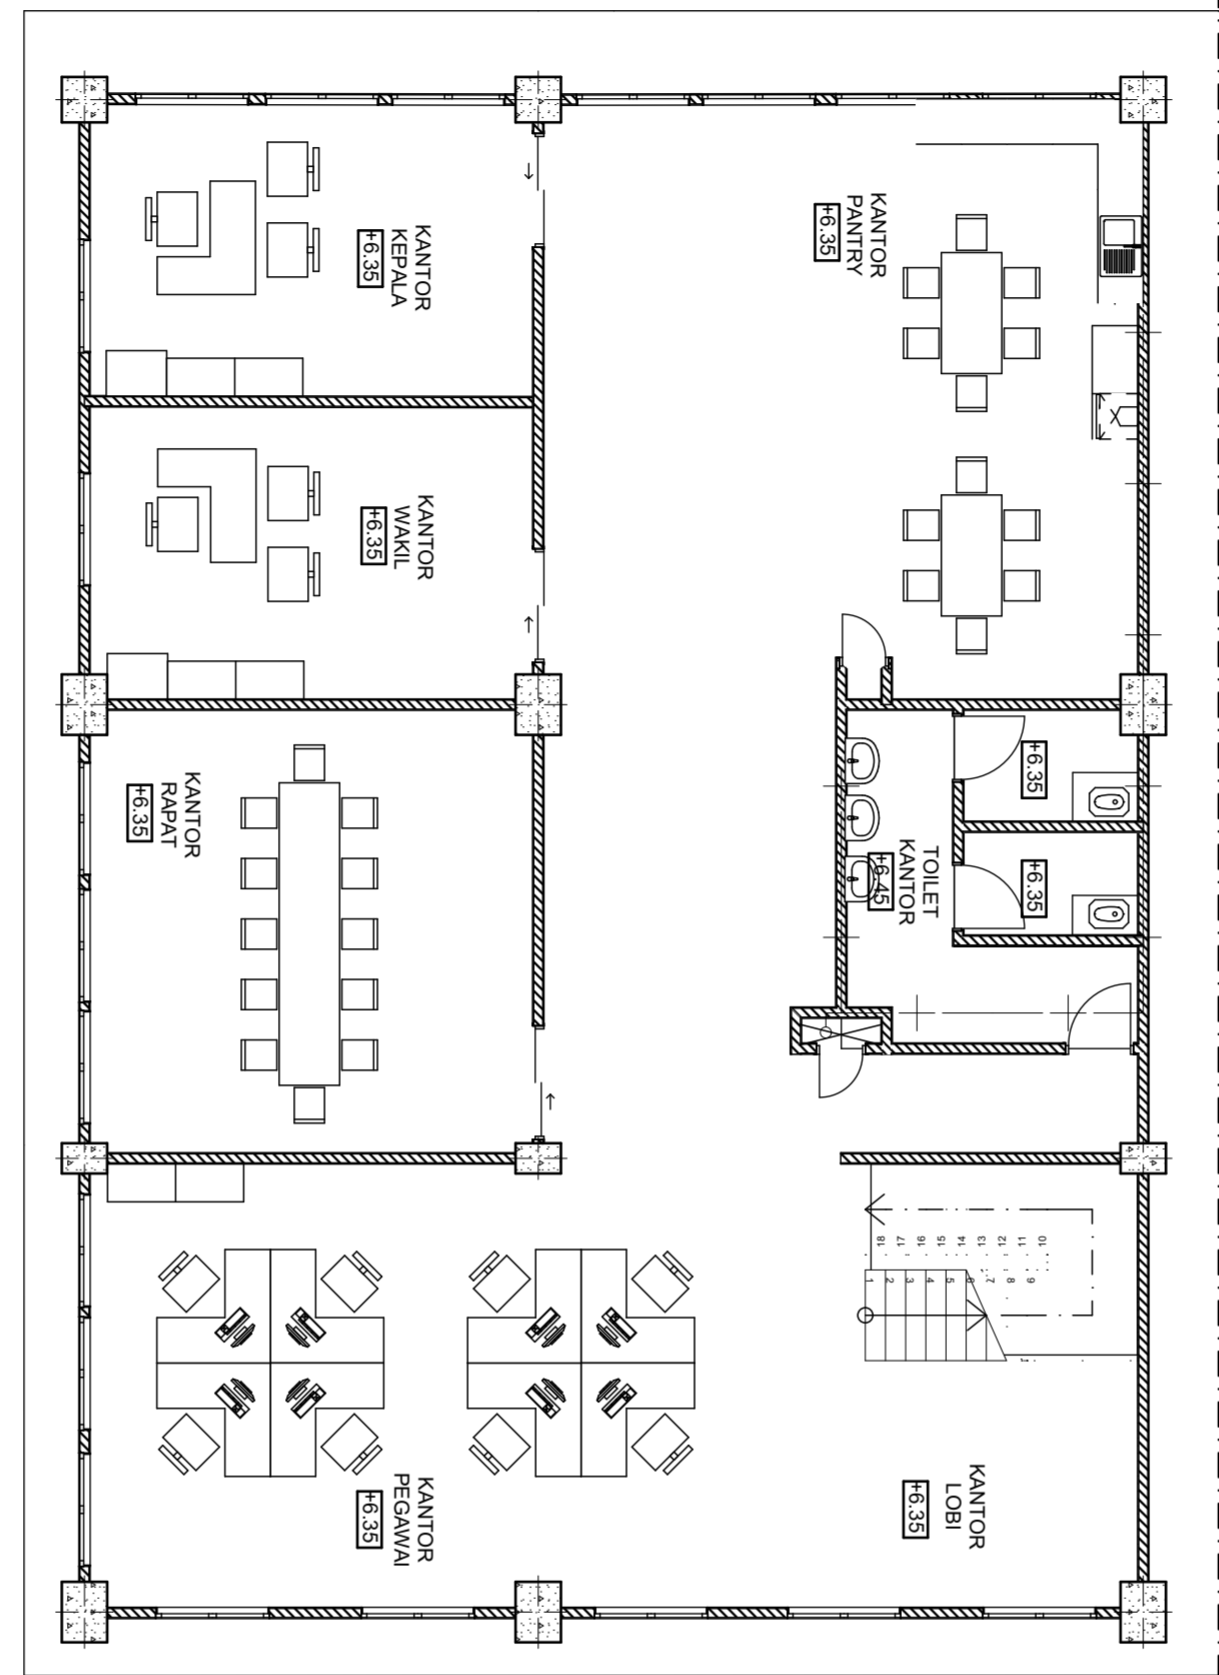 KANTOR
KEPALA
+6.35
KANTOR
PANTRY
+6.35
KANTOR
WAKIL
+6.35
KANTOR
RAPAT
+6.35
TOILET
KANTOR
+6.45
+6.35
+6.35
KANTOR
PEGAWAI
+6.35
KANTOR
LOBI
+6.35
18
17
16
15
14
13
12
11
10
1
2
3
4
5
6
7
8
9